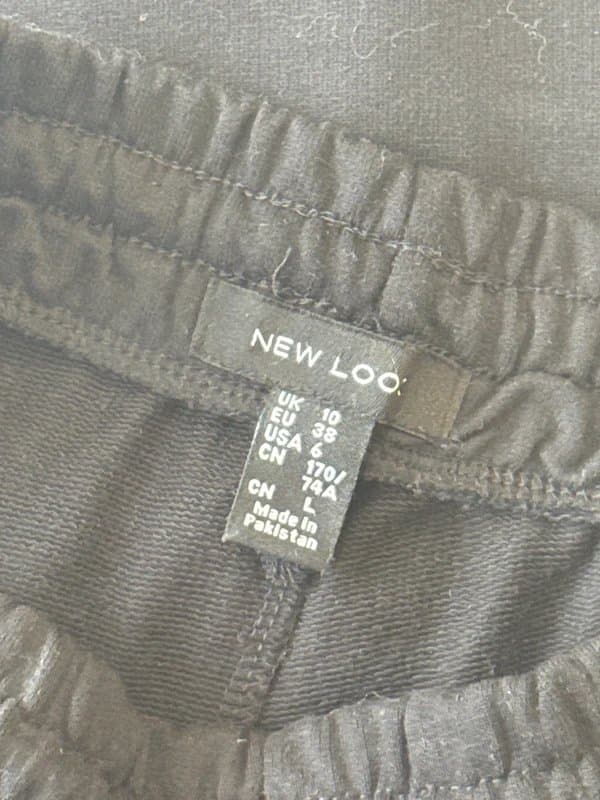 NEW LOO
UK 10
EU 38
USA 6
CN 170/
74A
CN L
Made in
Pakistan